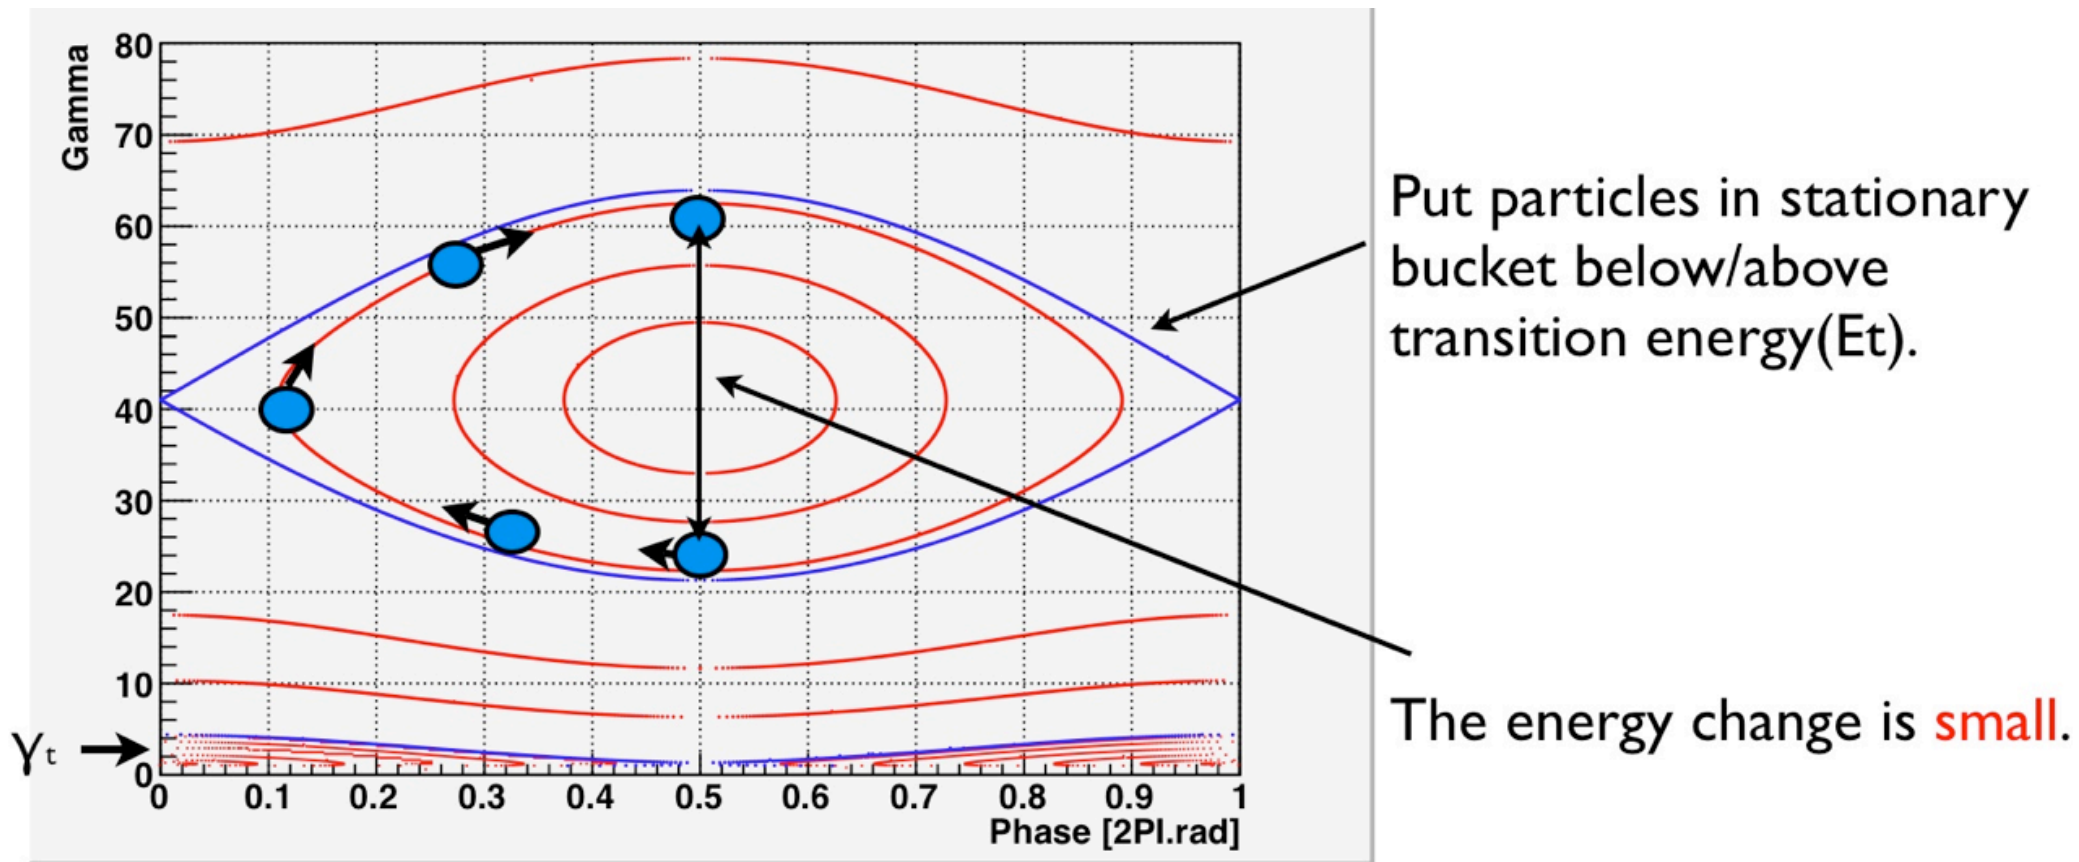 Gamma
80
70
60
50
40
30
20
10
0
γt
0 0.1 0.2 0.3 0.4 0.5 0.6 0.7 0.8 0.9 1
Phase [2PI.rad]
Put particles in stationary
bucket below/above
transition energy(Et).
The energy change is small.